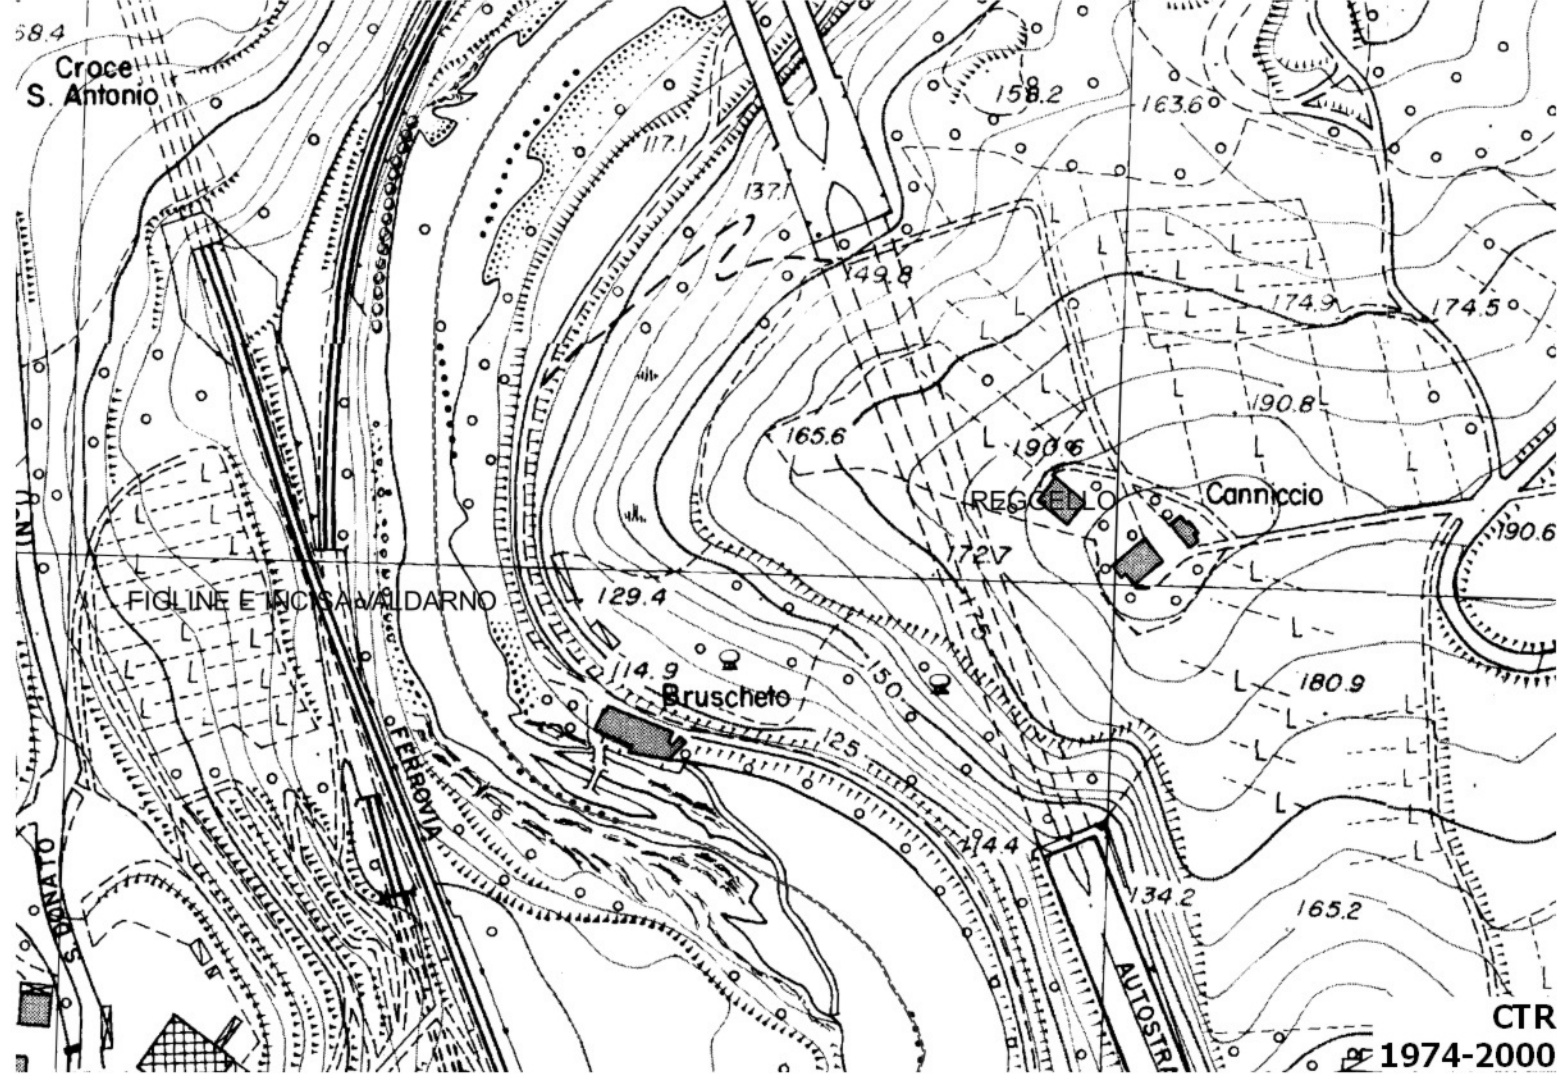 68.4
Croce
S. Antonio
158.2
163.6
117.1
137.1
149.8
174.9
174.5
190.8
165.6
190.6
REGGELLO
Canniccio
190.6
172.7
129.4
FIGLINE E INCISA VALDARNO
175
114.9
Bruscheto
150
180.9
125
FERROVIA
114.4
S. DONATO
134.2
165.2
AUTOSTR
CTR
1974-2000